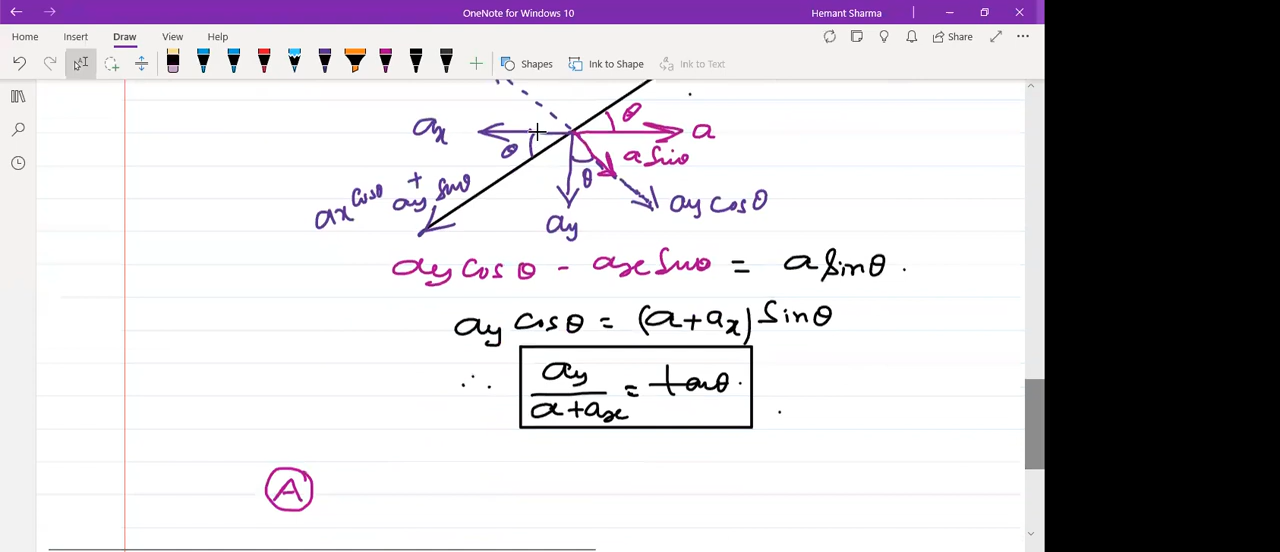 OneNote for Windows 10
Hemant Sharma
Home Insert Draw View Help
Share
Shapes Ink to Shape Ink to Text
θ
ax a
θ a sinθ
θ
ax cosθ + ay sinθ
ay cosθ
ay
ay cosθ - ax sinθ = a sinθ.
ay cosθ = (a+ax) sinθ
∴ ay/(a+ax) = tanθ.
A